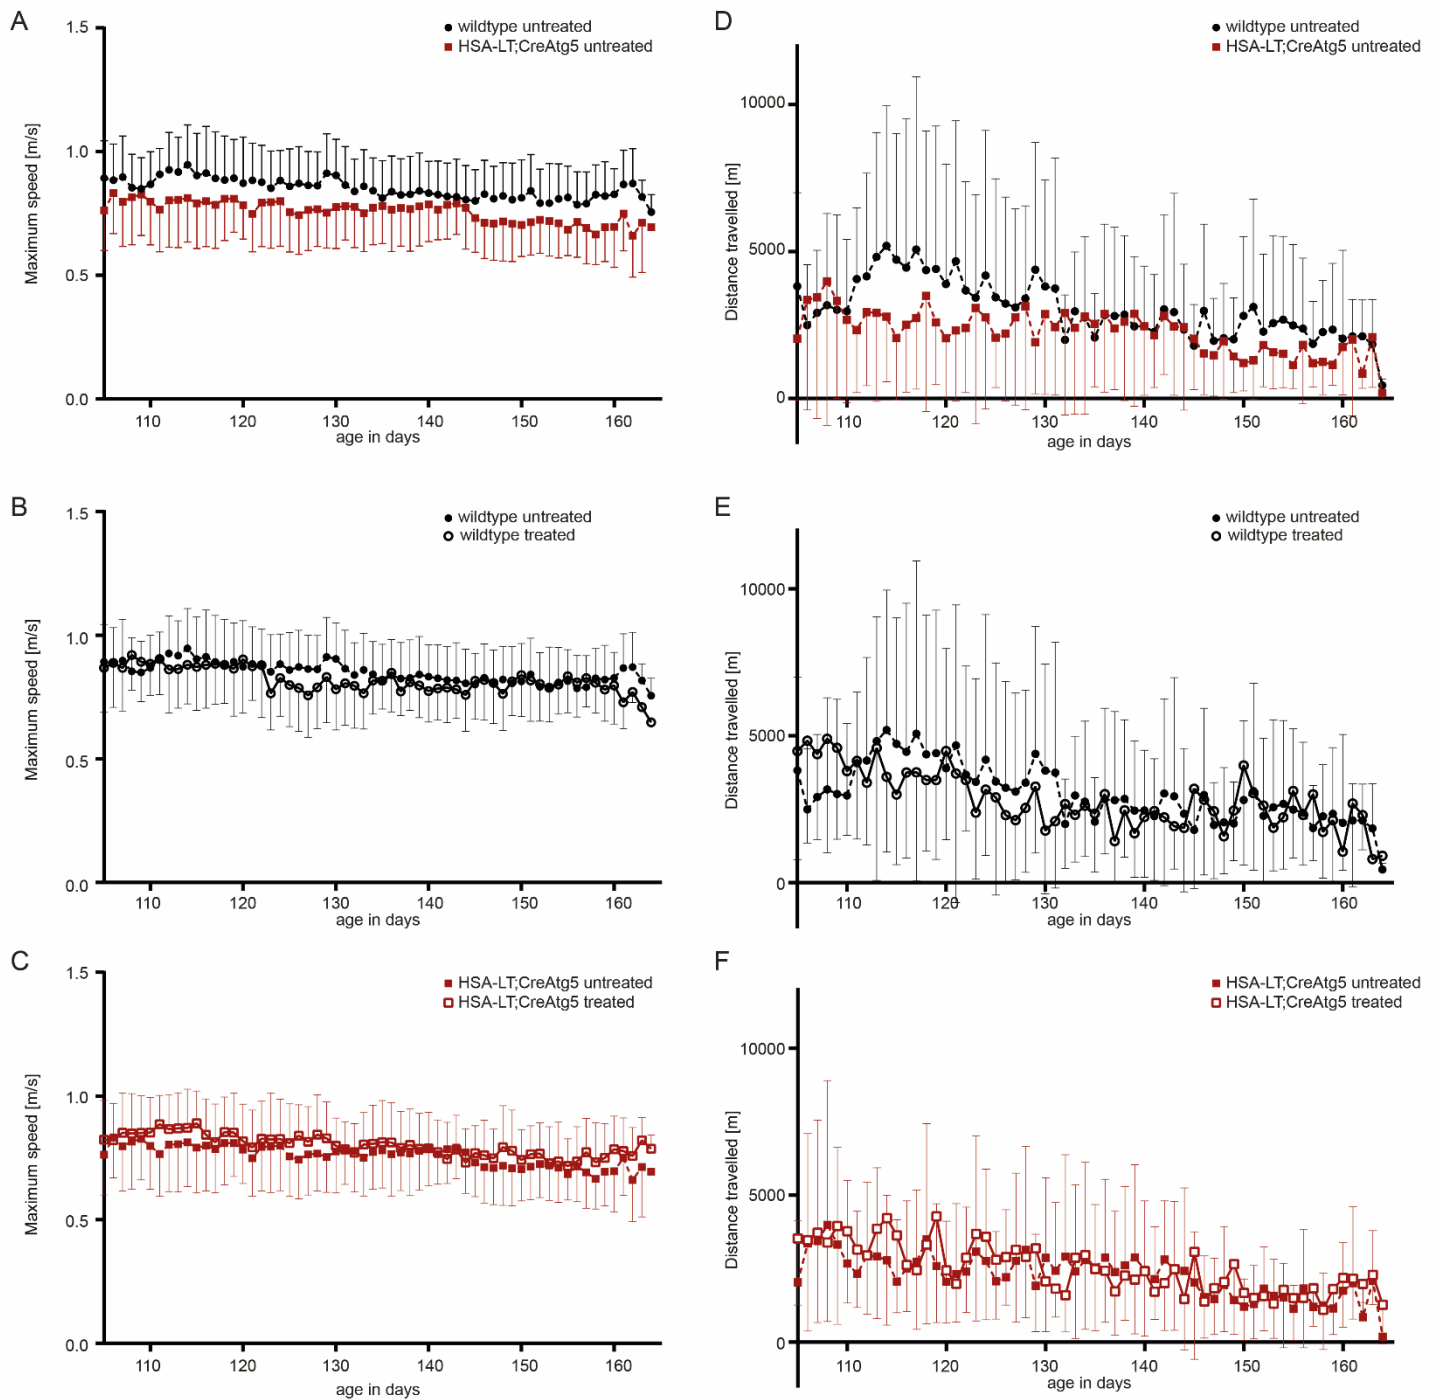 A
1.5
1.0
0.5
0.0
Maximum speed [m/s]
wildtype untreated
HSA-LT;CreAtg5 untreated
110
120
130
140
150
160
age in days
D
10000
5000
0
Distance travelled [m]
wildtype untreated
HSA-LT;CreAtg5 untreated
110
120
130
140
150
160
age in days
B
1.5
1.0
0.5
0.0
Maximum speed [m/s]
wildtype untreated
wildtype treated
110
120
130
140
150
160
age in days
E
10000
5000
0
Distance travelled [m]
wildtype untreated
wildtype treated
110
120
130
140
150
160
age in days
C
1.5
1.0
0.5
0.0
Maximum speed [m/s]
HSA-LT;CreAtg5 untreated
HSA-LT;CreAtg5 treated
110
120
130
140
150
160
age in days
F
10000
5000
0
Distance travelled [m]
HSA-LT;CreAtg5 untreated
HSA-LT;CreAtg5 treated
110
120
130
140
150
160
age in days